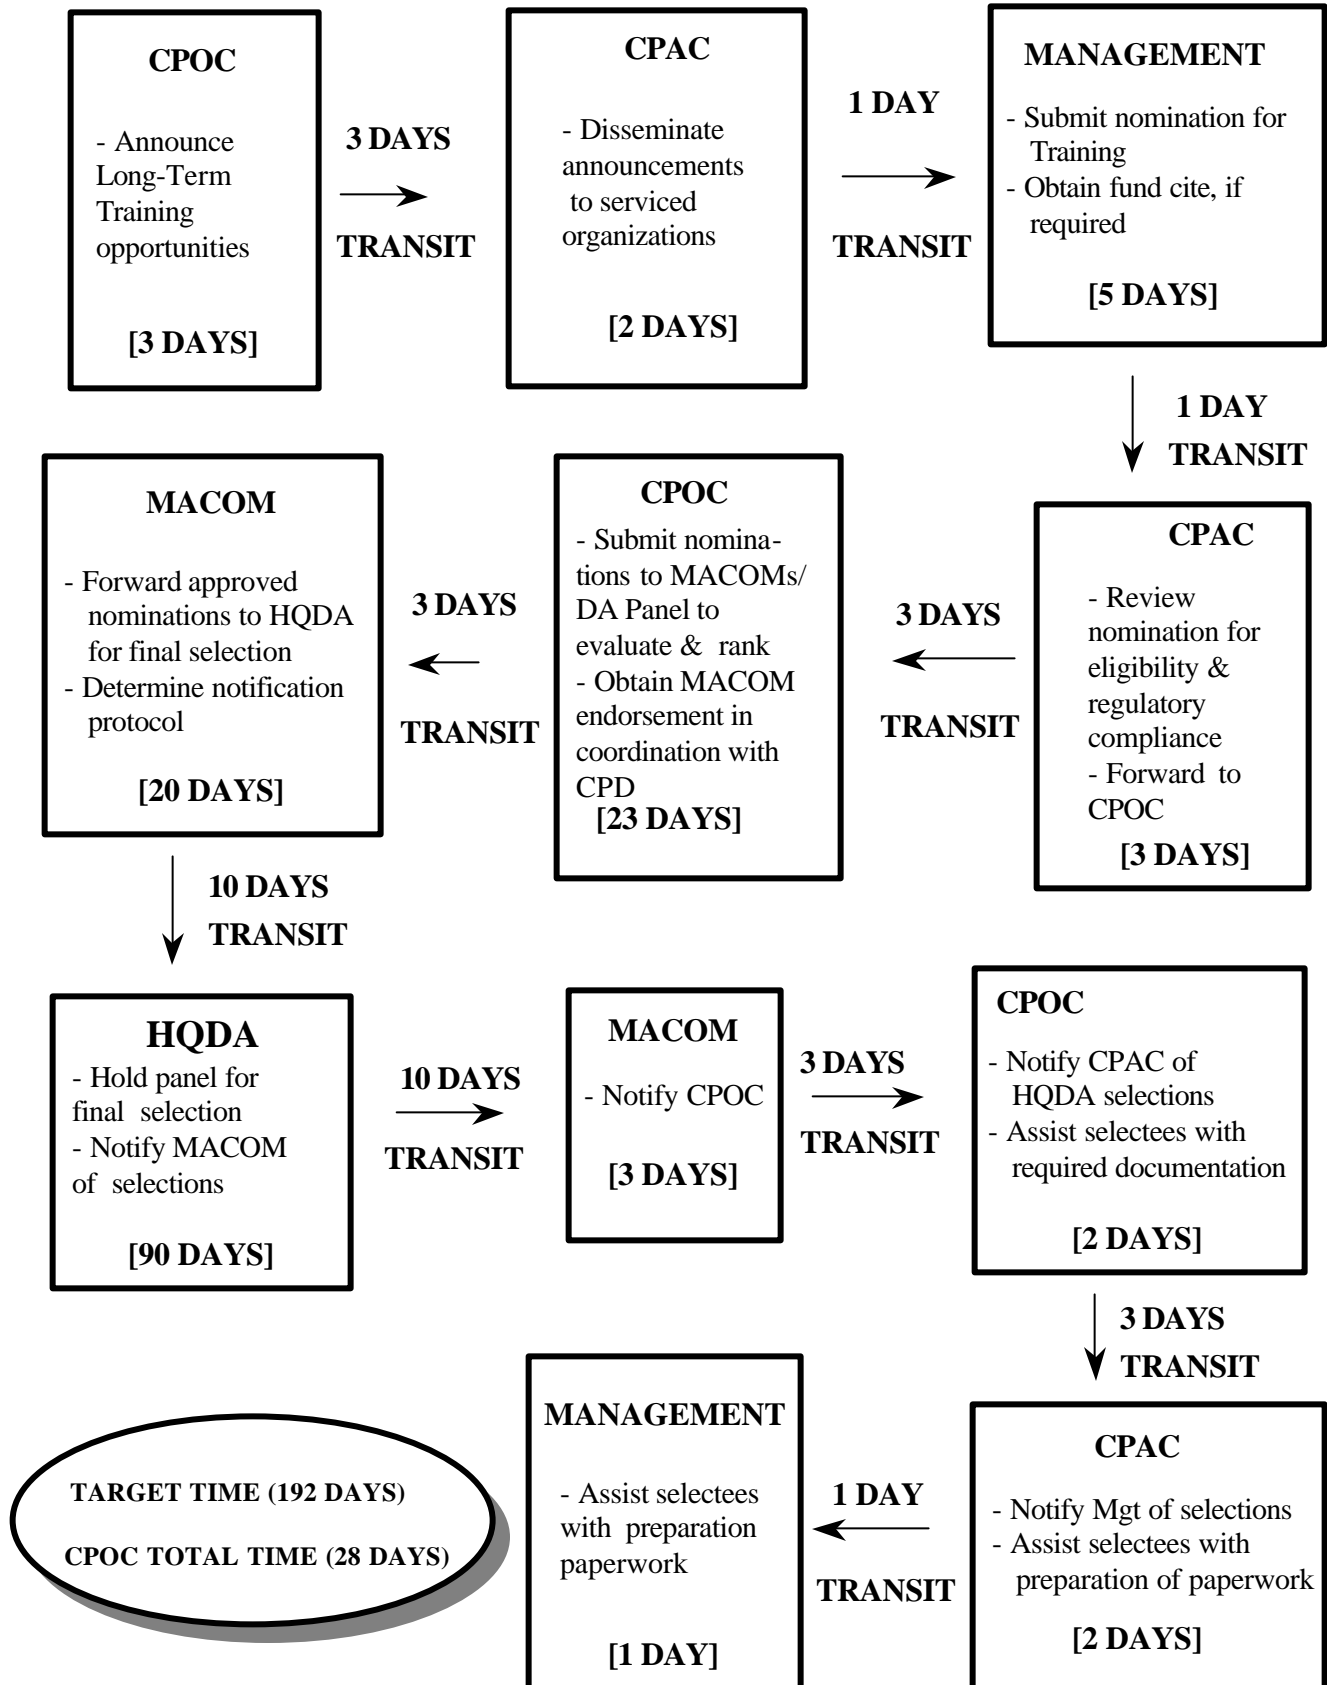 CPOC
- Announce
Long-Term
Training
opportunities
[3 DAYS]
3 DAYS
TRANSIT
CPAC
- Disseminate
announcements
to serviced
organizations
[2 DAYS]
1 DAY
TRANSIT
MANAGEMENT
- Submit nomination for
Training
- Obtain fund cite, if
required
[5 DAYS]
1 DAY
TRANSIT
CPAC
- Review
nomination for
eligibility &
regulatory
compliance
- Forward to
CPOC
[3 DAYS]
3 DAYS
TRANSIT
CPOC
- Submit nomina-
tions to MACOMs/
DA Panel to
evaluate & rank
- Obtain MACOM
endorsement in
coordination with
CPD
[23 DAYS]
3 DAYS
TRANSIT
MACOM
- Forward approved
nominations to HQDA
for final selection
- Determine notification
protocol
[20 DAYS]
10 DAYS
TRANSIT
HQDA
- Hold panel for
final selection
- Notify MACOM
of selections
[90 DAYS]
10 DAYS
TRANSIT
MACOM
- Notify CPOC
[3 DAYS]
3 DAYS
TRANSIT
CPOC
- Notify CPAC of
HQDA selections
- Assist selectees with
required documentation
[2 DAYS]
3 DAYS
TRANSIT
CPAC
- Notify Mgt of selections
- Assist selectees with
preparation of paperwork
[2 DAYS]
1 DAY
TRANSIT
MANAGEMENT
- Assist selectees
with preparation
paperwork
[1 DAY]
TARGET TIME (192 DAYS)
CPOC TOTAL TIME (28 DAYS)